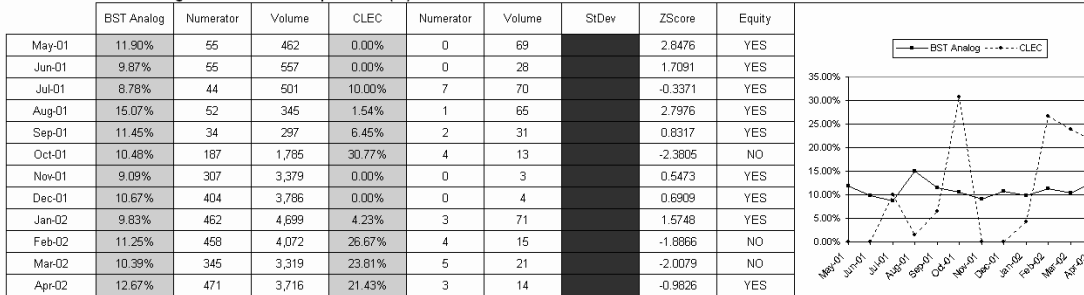 BST Analog Numerator Volume CLEC Numerator Volume StDev ZScore Equity
May-01 11.90% 55 462 0.00% 0 69 2.8476 YES
Jun-01 9.87% 55 557 0.00% 0 28 1.7091 YES
Jul-01 8.78% 44 501 10.00% 7 70 -0.3371 YES
Aug-01 15.07% 52 345 1.54% 1 65 2.7976 YES
Sep-01 11.45% 34 297 6.45% 2 31 0.8317 YES
Oct-01 10.48% 187 1,785 30.77% 4 13 -2.3805 NO
Nov-01 9.09% 307 3,379 0.00% 0 3 0.5473 YES
Dec-01 10.67% 404 3,786 0.00% 0 4 0.6909 YES
Jan-02 9.83% 462 4,699 4.23% 3 71 1.5748 YES
Feb-02 11.25% 458 4,072 26.67% 4 15 -1.8866 NO
Mar-02 10.39% 345 3,319 23.81% 5 21 -2.0079 NO
Apr-02 12.67% 471 3,716 21.43% 3 14 -0.9826 YES
BST Analog CLEC
35.00%
30.00%
25.00%
20.00%
15.00%
10.00%
5.00%
0.00%
May-01 Jun-01 Jul-01 Aug-01 Sep-01 Oct-01 Nov-01 Dec-01 Jan-02 Feb-02 Mar-02